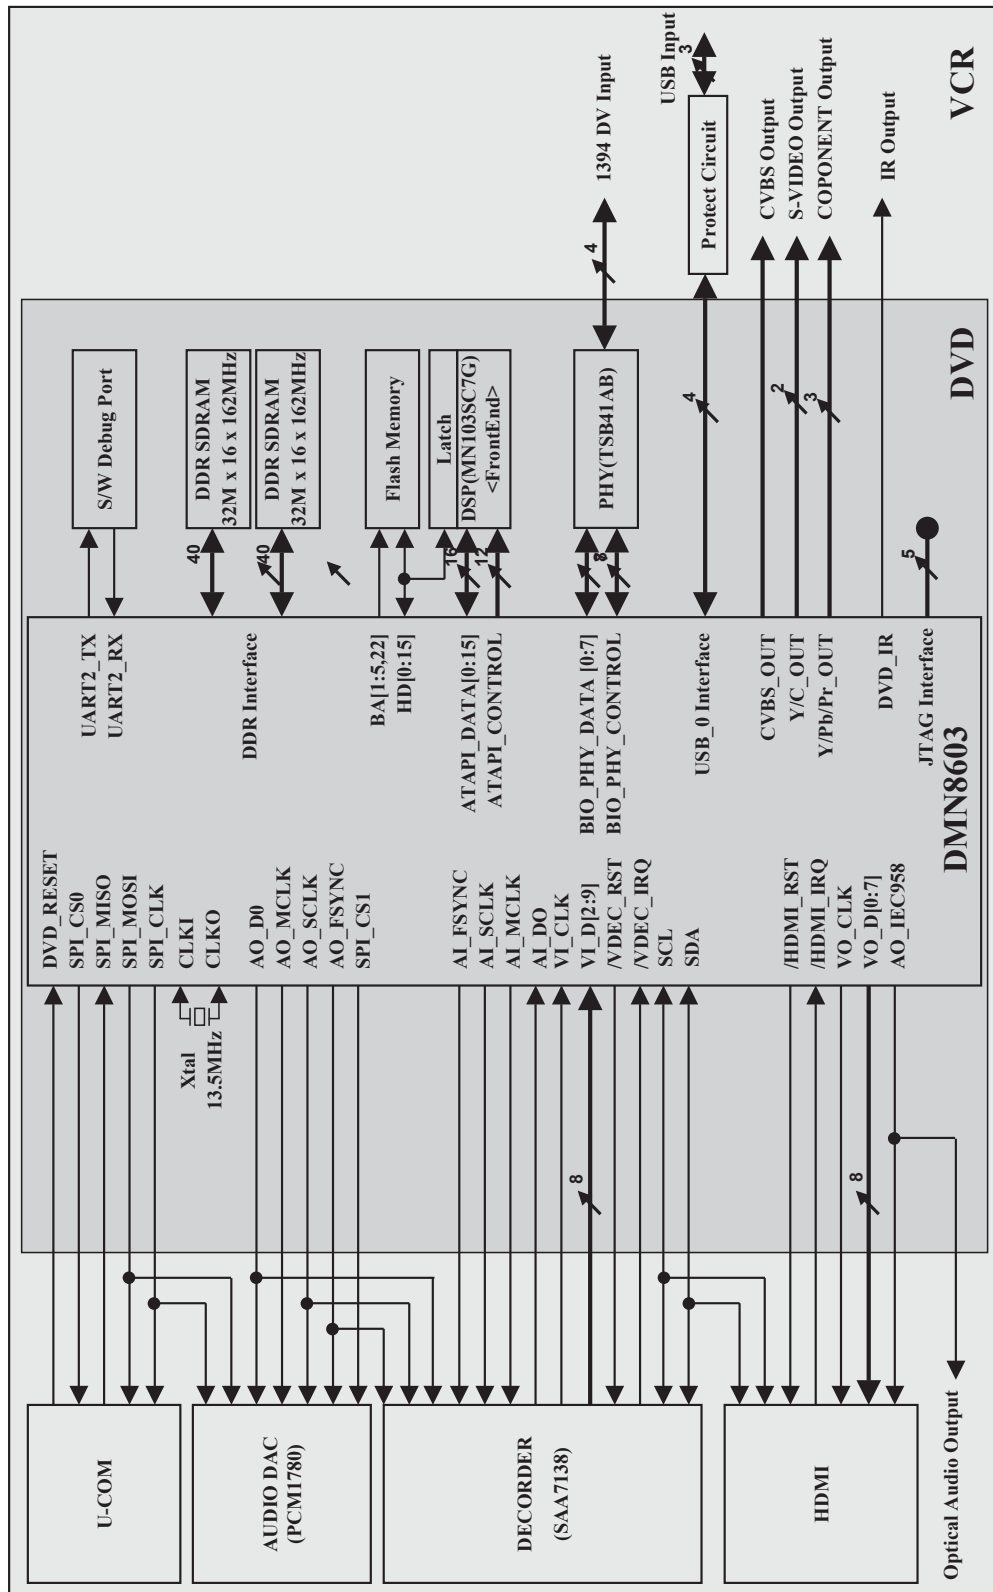 U-COM
AUDIO DAC
(PCM1780)
DECORDER
(SAA7138)
HDMI
Optical Audio Output
8
8
Xtal
13.5MHz
DVD_RESET
SPI_CS0
SPI_MISO
SPI_MOSI
SPI_CLK
CLKI
CLKO
AO_D0
AO_MCLK
AO_SCLK
AO_FSYNC
SPI_CS1
AI_FSYNC
AI_SCLK
AI_MCLK
AI_DO
VI_CLK
VI_D[2:9]
/VDEC_RST
/VDEC_IRQ
SCL
SDA
/HDMI_RST
/HDMI_IRQ
VO_CLK
VO_D[0:7]
AO_IEC958
DMN8603
UART2_TX
UART2_RX
DDR Interface
BA[1:5,22]
HD[0:15]
ATAPI_DATA[0:15]
ATAPI_CONTROL
BIO_PHY_DATA [0:7]
BIO_PHY_CONTROL
USB_0 Interface
CVBS_OUT
Y/C_OUT
Y/Pb/Pr_OUT
DVD_IR
JTAG Interface
40
40
16
12
8
4
2
3
5
S/W Debug Port
DDR SDRAM
32M x 16 x 162MHz
DDR SDRAM
32M x 16 x 162MHz
Flash Memory
Latch
DSP(MN103SC7G)
<FrontEnd>
PHY(TSB41AB)
DVD
4
1394 DV Input
Protect Circuit
3
USB Input
CVBS Output
S-VIDEO Output
COPONENT Output
IR Output
VCR